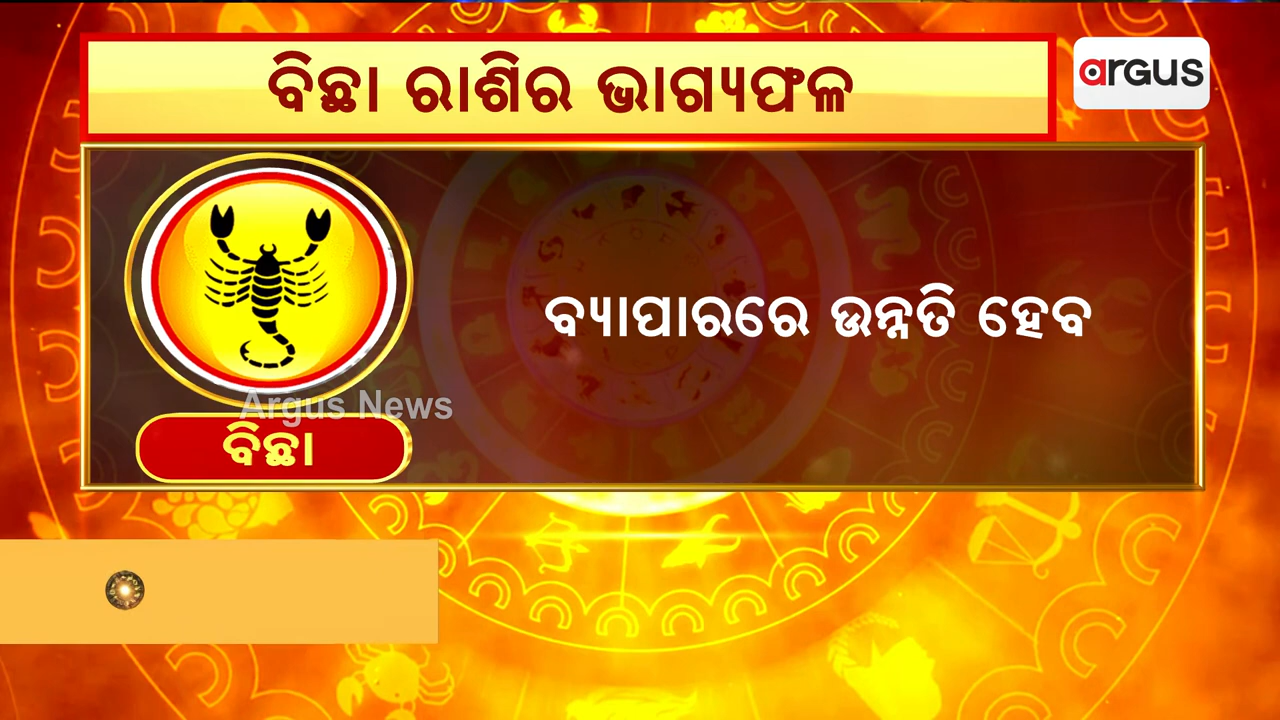 ବିଛା ରାଶିର ଭାଗ୍ୟଫଳ
argus
ବ୍ୟାପାରରେ ଉନ୍ନତି ହେବ
Argus News
ବିଛା